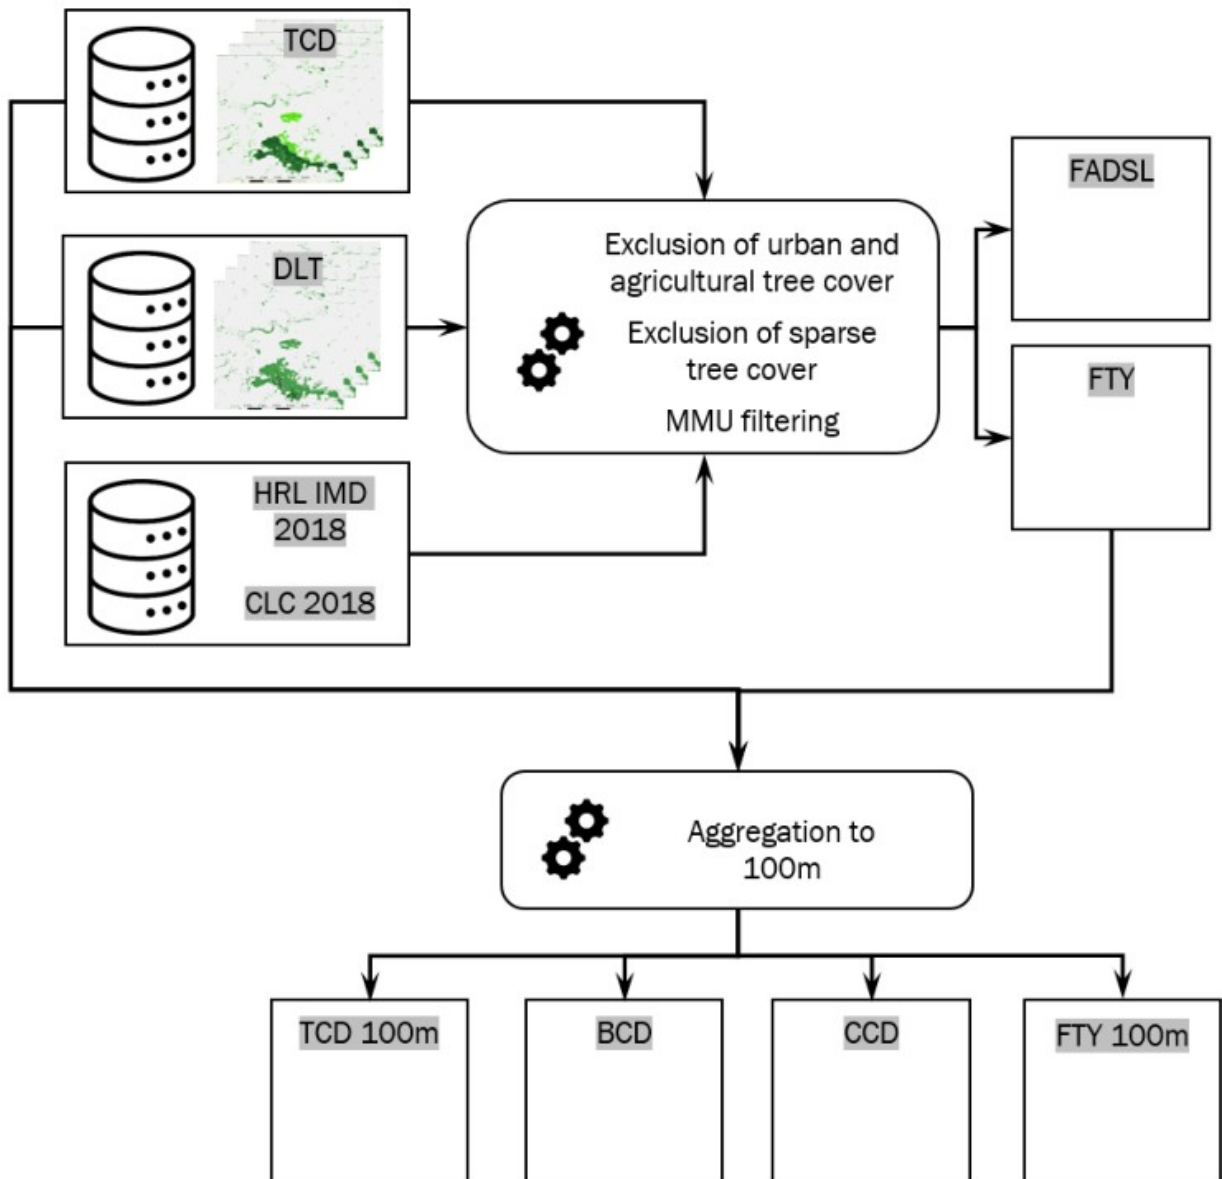 TCD
DLT
HRL IMD
2018
CLC 2018
Exclusion of urban and
agricultural tree cover
Exclusion of sparse
tree cover
MMU filtering
FADSL
FTY
Aggregation to
100m
TCD 100m
BCD
CCD
FTY 100m